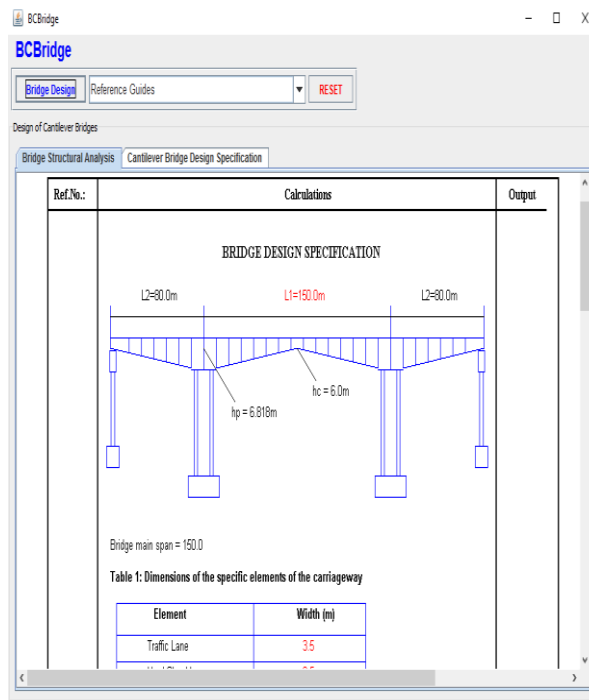 BCBridge
BCBridge
Bridge Design Reference Guides RESET
Design of Cantilever Bridges
Bridge Structural Analysis Cantilever Bridge Design Specification
Ref.No.: Calculations Output
BRIDGE DESIGN SPECIFICATION
L2=80.0m L1=150.0m L2=80.0m
hc = 6.0m
hp = 6.818m
Bridge main span = 150.0
Table 1: Dimensions of the specific elements of the carriageway
Element Width (m)
Traffic Lane 3.5